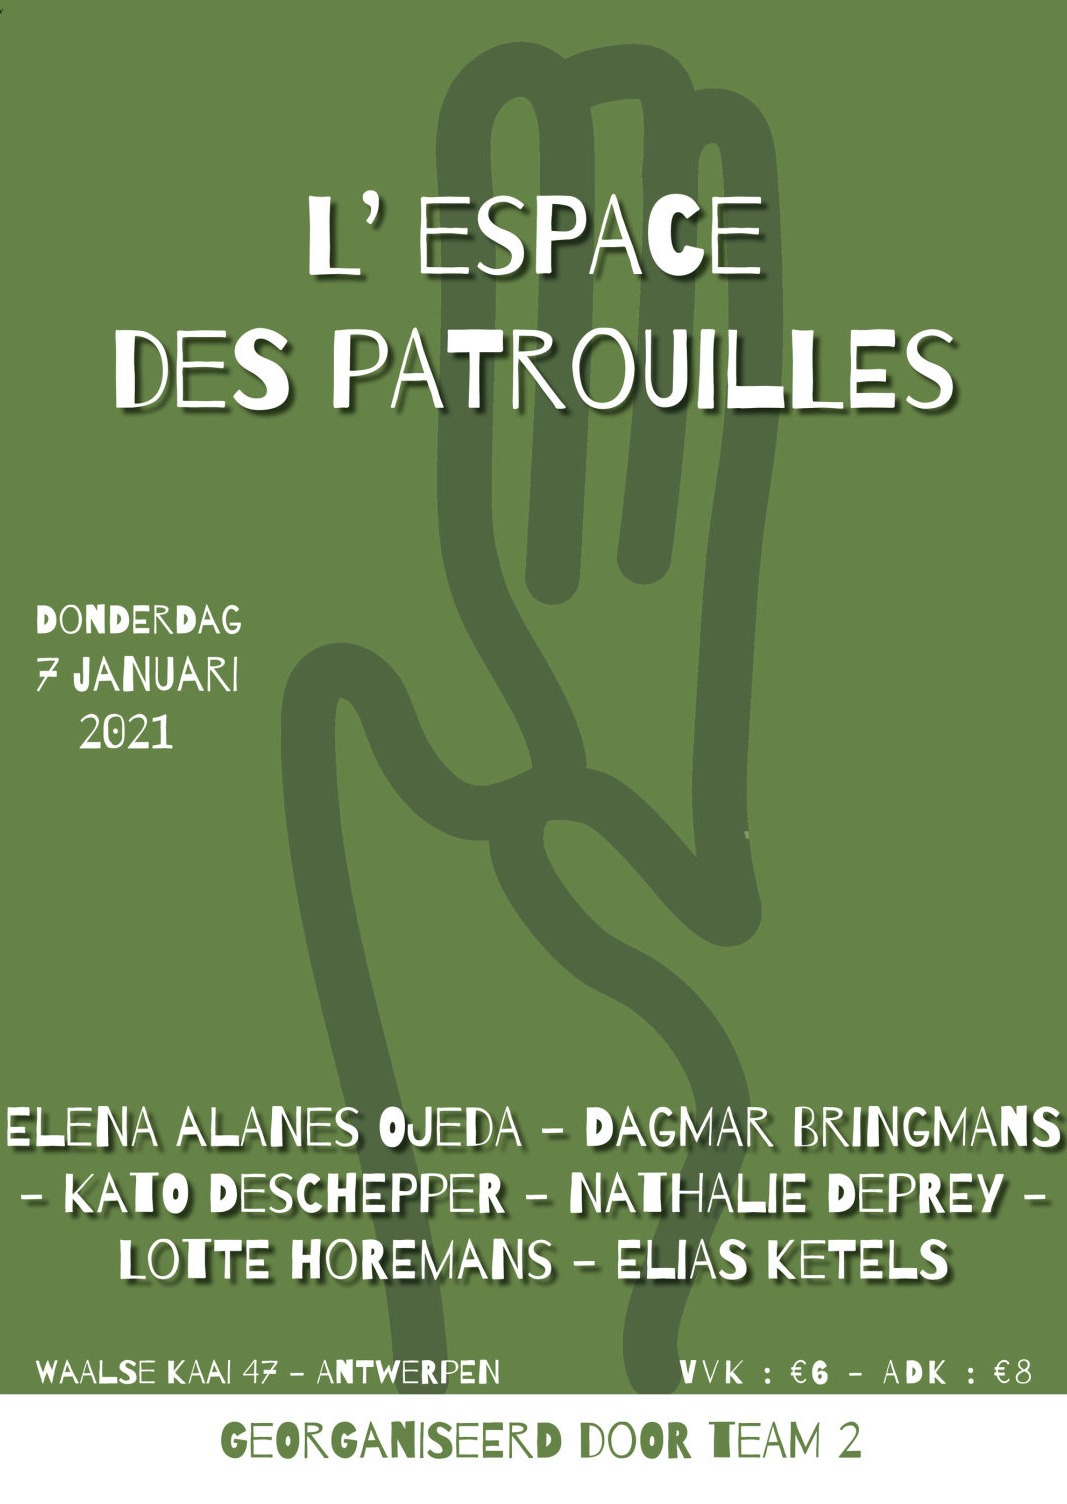 L' ESPACE
DES PATROUILLES
DONDERDAG
7 JANUARI
2021
ELENA ALANES OJEDA – DAGMAR BRINGMANS
– KATO DESCHEPPER – NATHALIE DEPREY –
LOTTE HOREMANS – ELIAS KETELS
WAALSE KAAI 47 – ANTWERPEN
VVK : €6 – ADK : €8
GEORGANISEERD DOOR TEAM 2